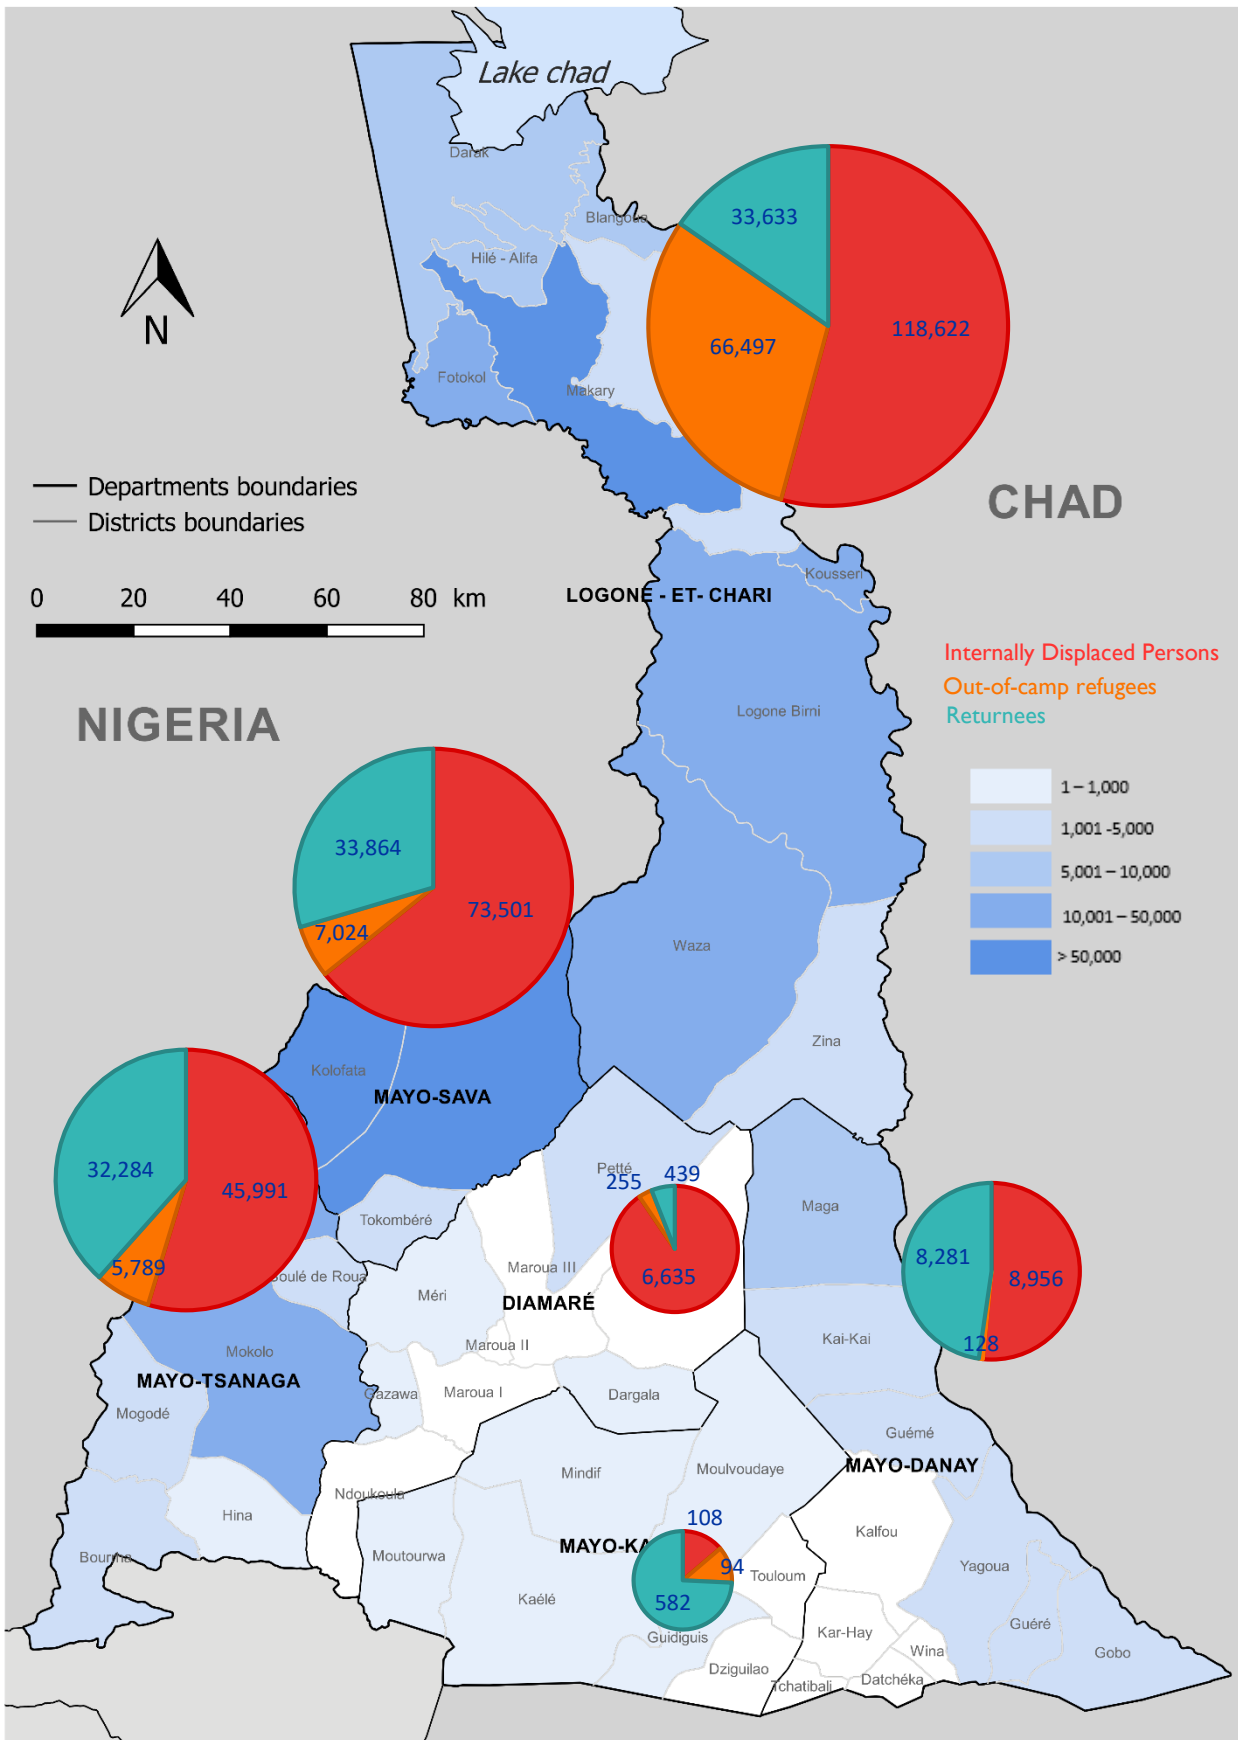 Lake chad
Darak
Blangoua
33,633
Hilé - Alifa
118,622
66,497
N
Fotokol
Makary
Departments boundaries
Districts boundaries
CHAD
Kousseri
0 20 40 60 80 km
LOGONE - ET- CHARI
Internally Displaced Persons
Out-of-camp refugees
Returnees
NIGERIA
Logone Birni
1 – 1,000
1,001 -5,000
5,001 – 10,000
10,001 – 50,000
> 50,000
33,864
73,501
7,024
Waza
Zina
Kolofata
MAYO-SAVA
32,284
45,991
5,789
Petté
255
439
6,635
Maga
Tokombéré
8,281
8,956
128
Soulé de Roua
Maroua III
Méri
DIAMARÉ
Maroua II
Kai-Kai
Mokolo
MAYO-TSANAGA
Gazawa
Maroua I
Dargala
Mogodé
Guémé
MAYO-DANAY
Mindif
Moulvoudaye
Ndoukoula
Hina
108
94
582
Kalfou
MAYO-KA
Bourrha
Moutourwa
Touloum
Yagoua
Kaélé
Guidiguis
Kar-Hay
Guéré
Wina
Gobo
Dziguilao
Datchéka
Tchatibali